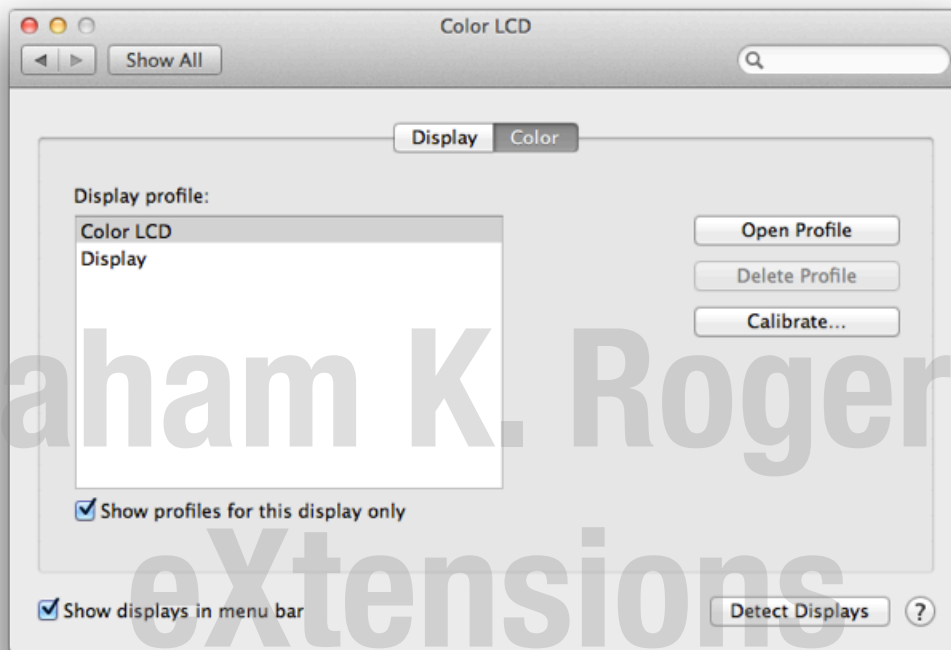 Color LCD
Show All
Display Color
Display profile:
Color LCD
Display
Open Profile
Delete Profile
Calibrate...
aham K. Roger
Show profiles for this display only
eXtensions
Show displays in menu bar
Detect Displays ?